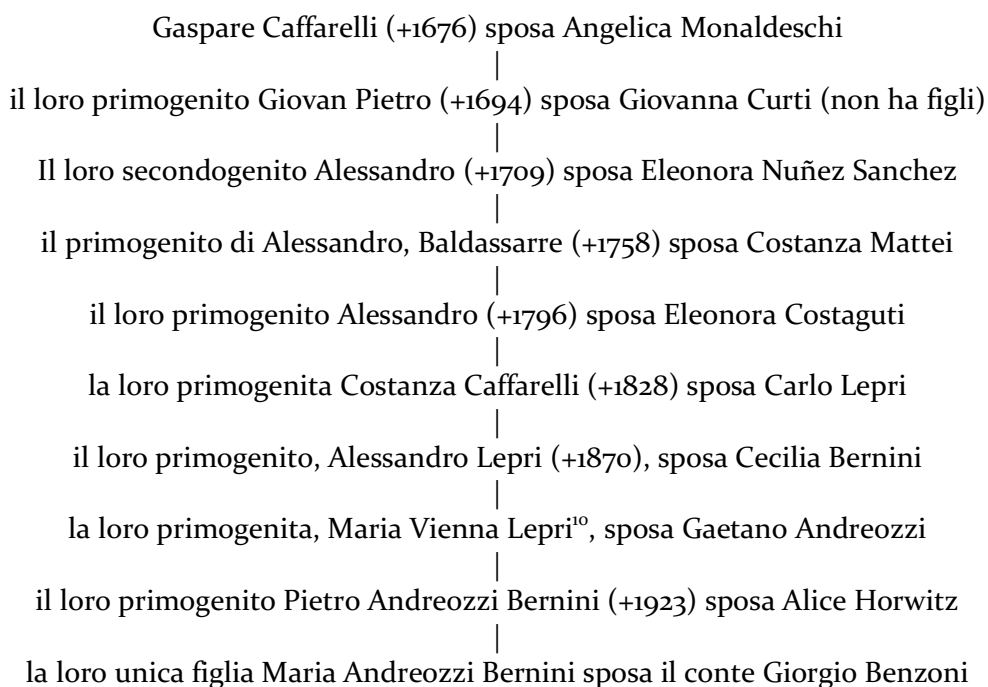 Gaspare Caffarelli (+1676) sposa Angelica Monaldeschi
il loro primogenito Giovan Pietro (+1694) sposa Giovanna Curti (non ha figli)
Il loro secondogenito Alessandro (+1709) sposa Eleonora Nuñez Sanchez
il primogenito di Alessandro, Baldassarre (+1758) sposa Costanza Mattei
il loro primogenito Alessandro (+1796) sposa Eleonora Costaguti
la loro primogenita Costanza Caffarelli (+1828) sposa Carlo Lepri
il loro primogenito, Alessandro Lepri (+1870), sposa Cecilia Bernini
la loro primogenita, Maria Vienna Lepri¹⁰, sposa Gaetano Andreozzi
il loro primogenito Pietro Andreozzi Bernini (+1923) sposa Alice Horwitz
la loro unica figlia Maria Andreozzi Bernini sposa il conte Giorgio Benzoni